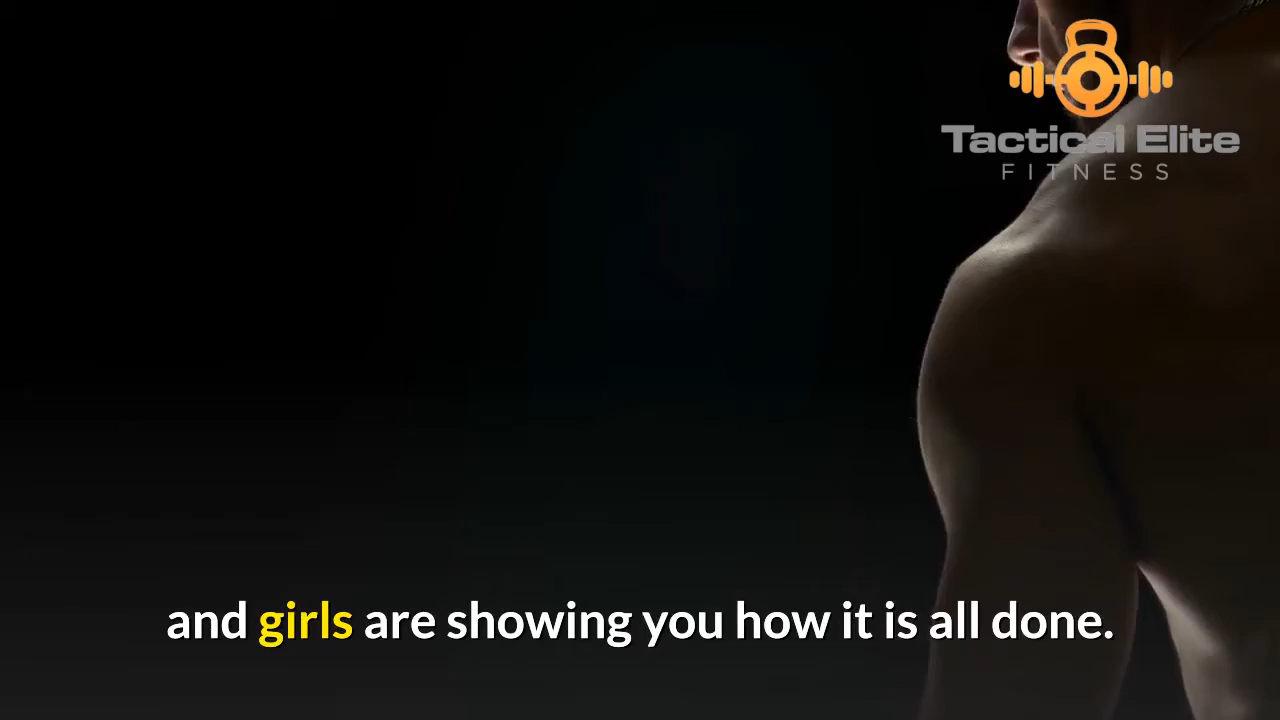 Tactical Elite
FITNESS
and girls are showing you how it is all done.